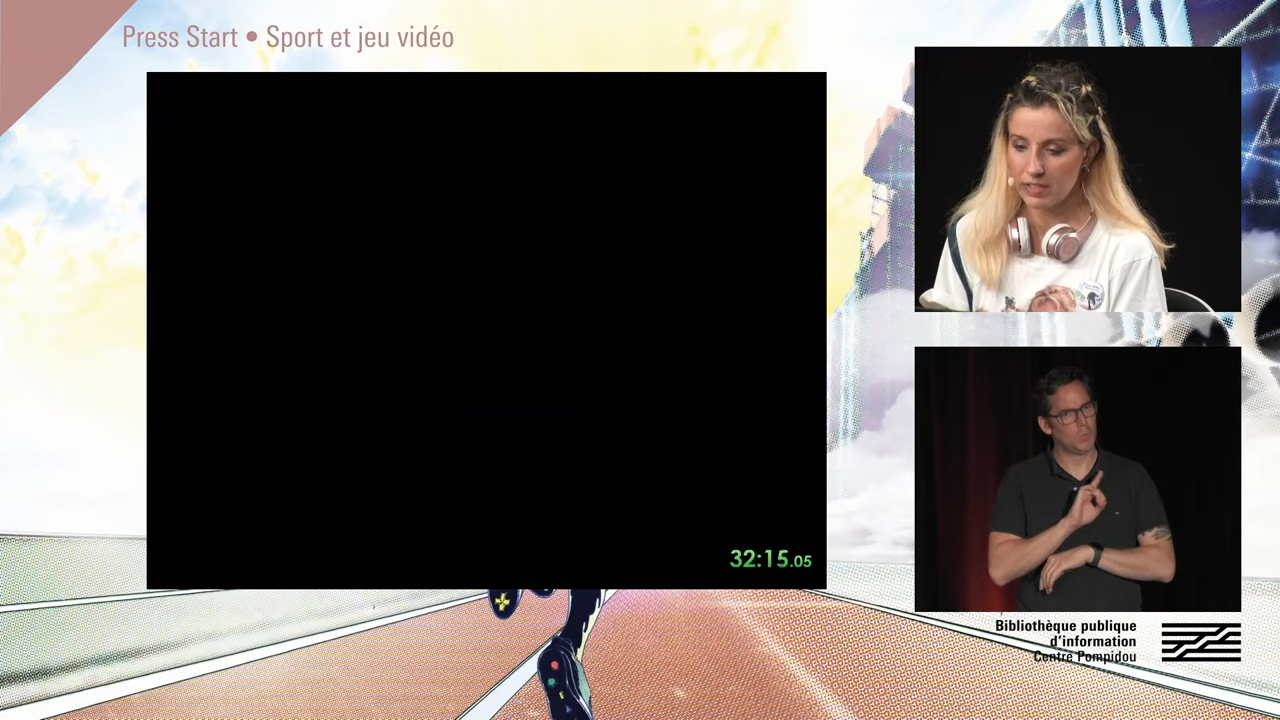 Press Start • Sport et jeu vidéo
32:15.05
Bibliothèque publique
d'information
Centre Pompidou